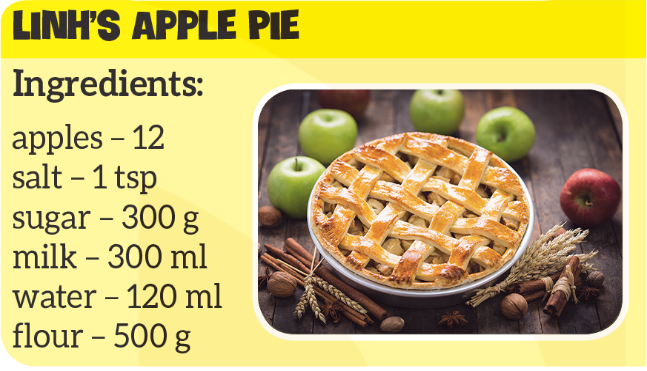 LINH'S APPLE PIE
Ingredients:
apples – 12
salt – 1 tsp
sugar – 300 g
milk – 300 ml
water – 120 ml
flour – 500 g